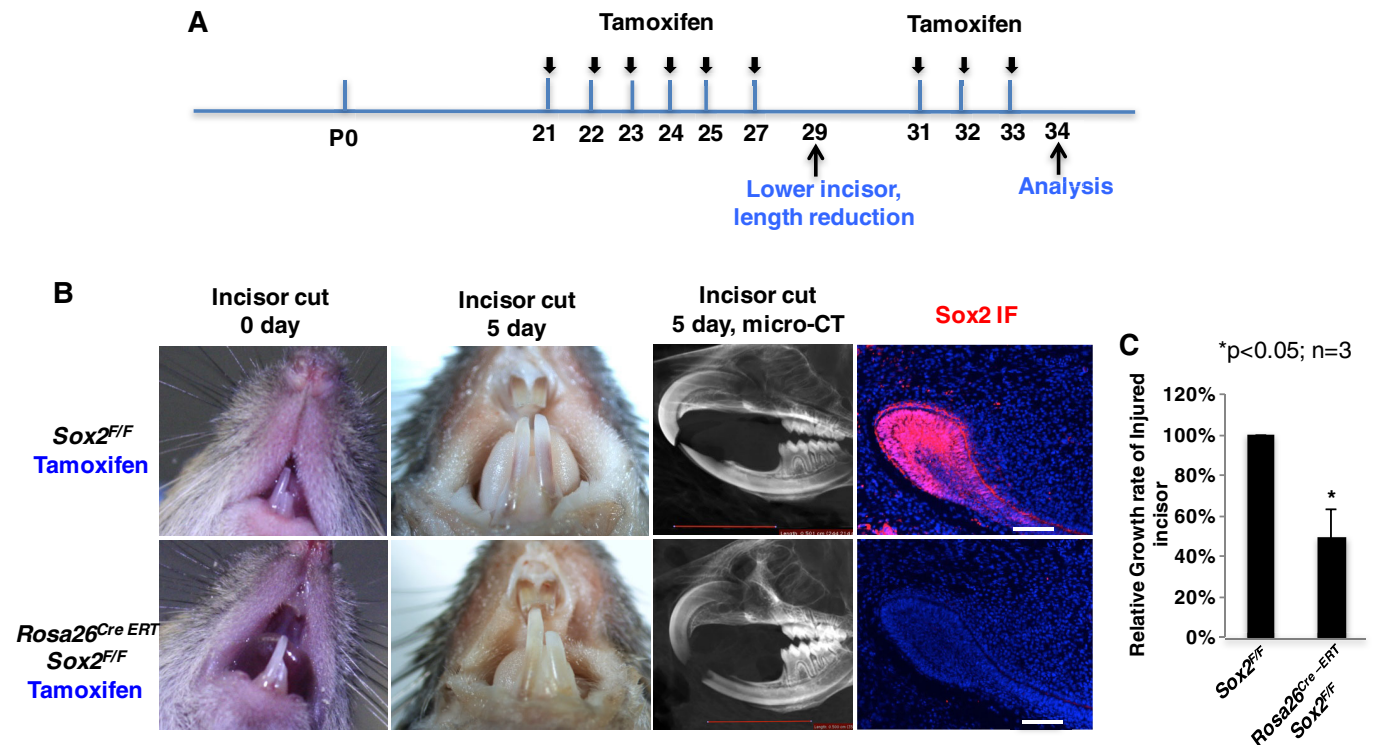 A
Tamoxifen
Tamoxifen
P0
21
22
23
24
25
27
29
31
32
33
34
Lower incisor,
length reduction
Analysis
B
Incisor cut
0 day
Incisor cut
5 day
Incisor cut
5 day, micro-CT
Sox2 IF
Sox2F/F
Tamoxifen
Rosa26Cre ERT
Sox2F/F
Tamoxifen
C
*p<0.05; n=3
Relative Growth rate of Injured
incisor
120%
100%
80%
60%
40%
20%
0%
*
Sox2F/F
Rosa26Cre-ERT
Sox2F/F